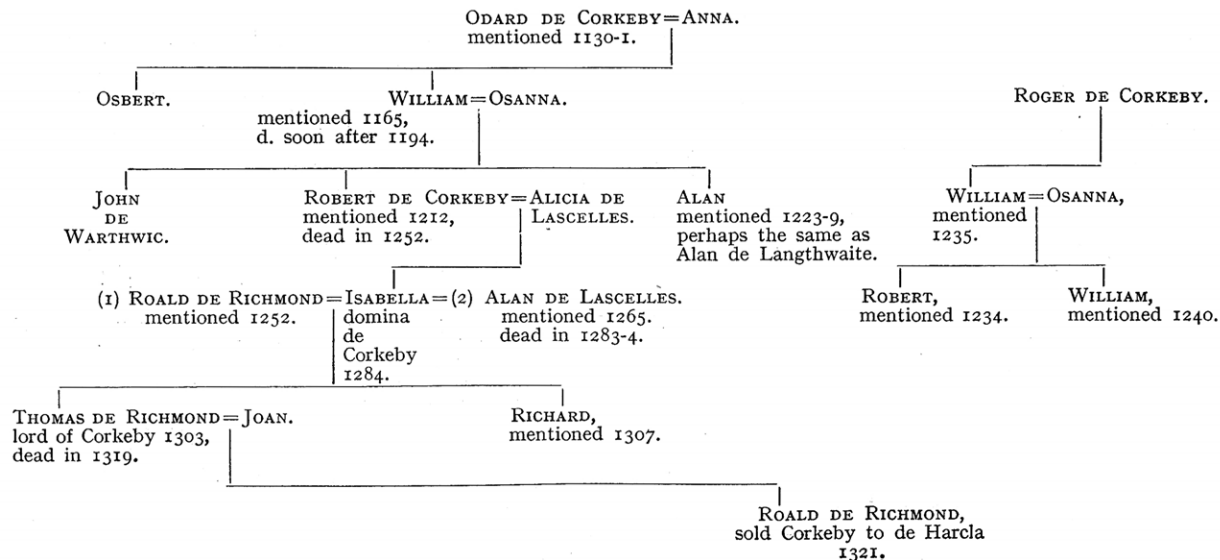 ODARD DE CORKEBY=ANNA.
mentioned 1130-1.
OSBERT.
WILLIAM=OSANNA.
mentioned 1165,
d. soon after 1194.
ROGER DE CORKEBY.
JOHN
DE
WARTHWIC.
ROBERT DE CORKEBY=ALICIA DE
mentioned 1212, LASCELLES.
dead in 1252.
ALAN
mentioned 1223-9,
perhaps the same as
Alan de Langthwaite.
WILLIAM=OSANNA,
mentioned
1235.
(1) ROALD DE RICHMOND=ISABELLA=(2) ALAN DE LASCELLES.
mentioned 1252. domina mentioned 1265.
de dead in 1283-4.
Corkeby
1284.
ROBERT,
mentioned 1234.
WILLIAM,
mentioned 1240.
THOMAS DE RICHMOND=JOAN.
lord of Corkeby 1303,
dead in 1319.
RICHARD,
mentioned 1307.
ROALD DE RICHMOND,
sold Corkeby to de Harcla
1321.